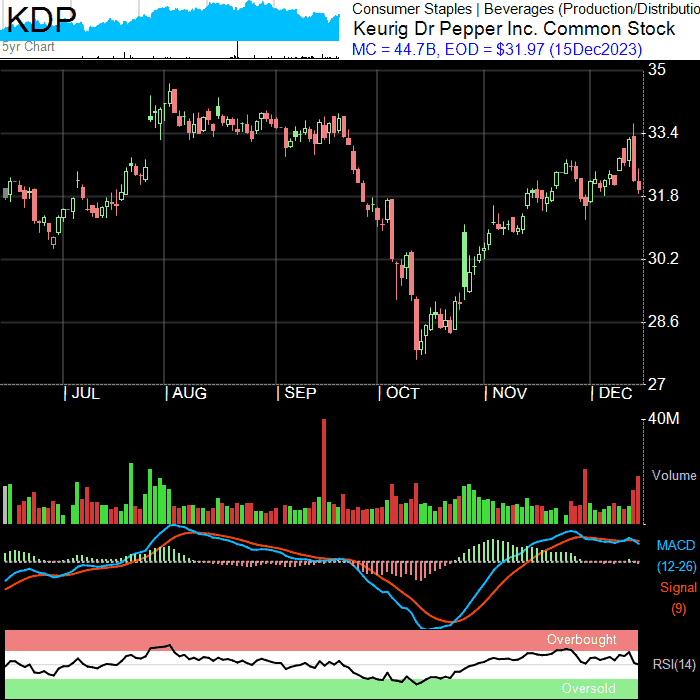 KDP
5yr Chart
Consumer Staples | Beverages (Production/Distributio
Keurig Dr Pepper Inc. Common Stock
MC = 44.7B, EOD = $31.97 (15Dec2023)
35
33.4
31.8
30.2
28.6
27
| JUL | AUG | SEP | OCT | NOV | DEC
40M
Volume
MACD
(12-26)
Signal
(9)
Overbought
RSI(14)
Oversold